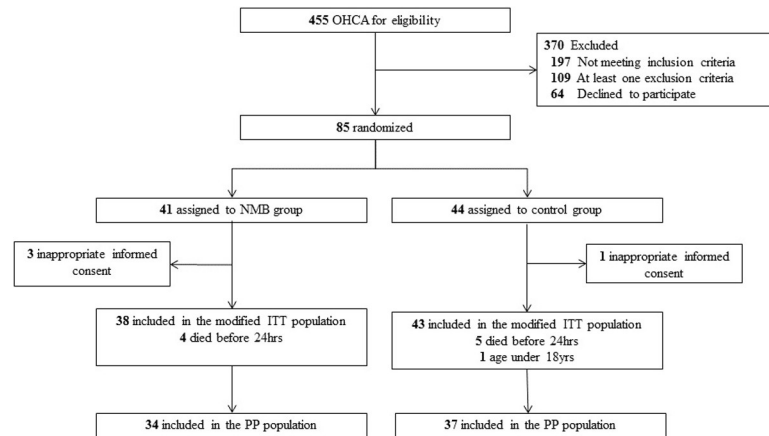 455 OHCA for eligibility
370 Excluded
197 Not meeting inclusion criteria
109 At least one exclusion criteria
64 Declined to participate
85 randomized
41 assigned to NMB group
44 assigned to control group
3 inappropriate informed
consent
1 inappropriate informed
consent
38 included in the modified ITT population
4 died before 24hrs
43 included in the modified ITT population
5 died before 24hrs
1 age under 18yrs
34 included in the PP population
37 included in the PP population